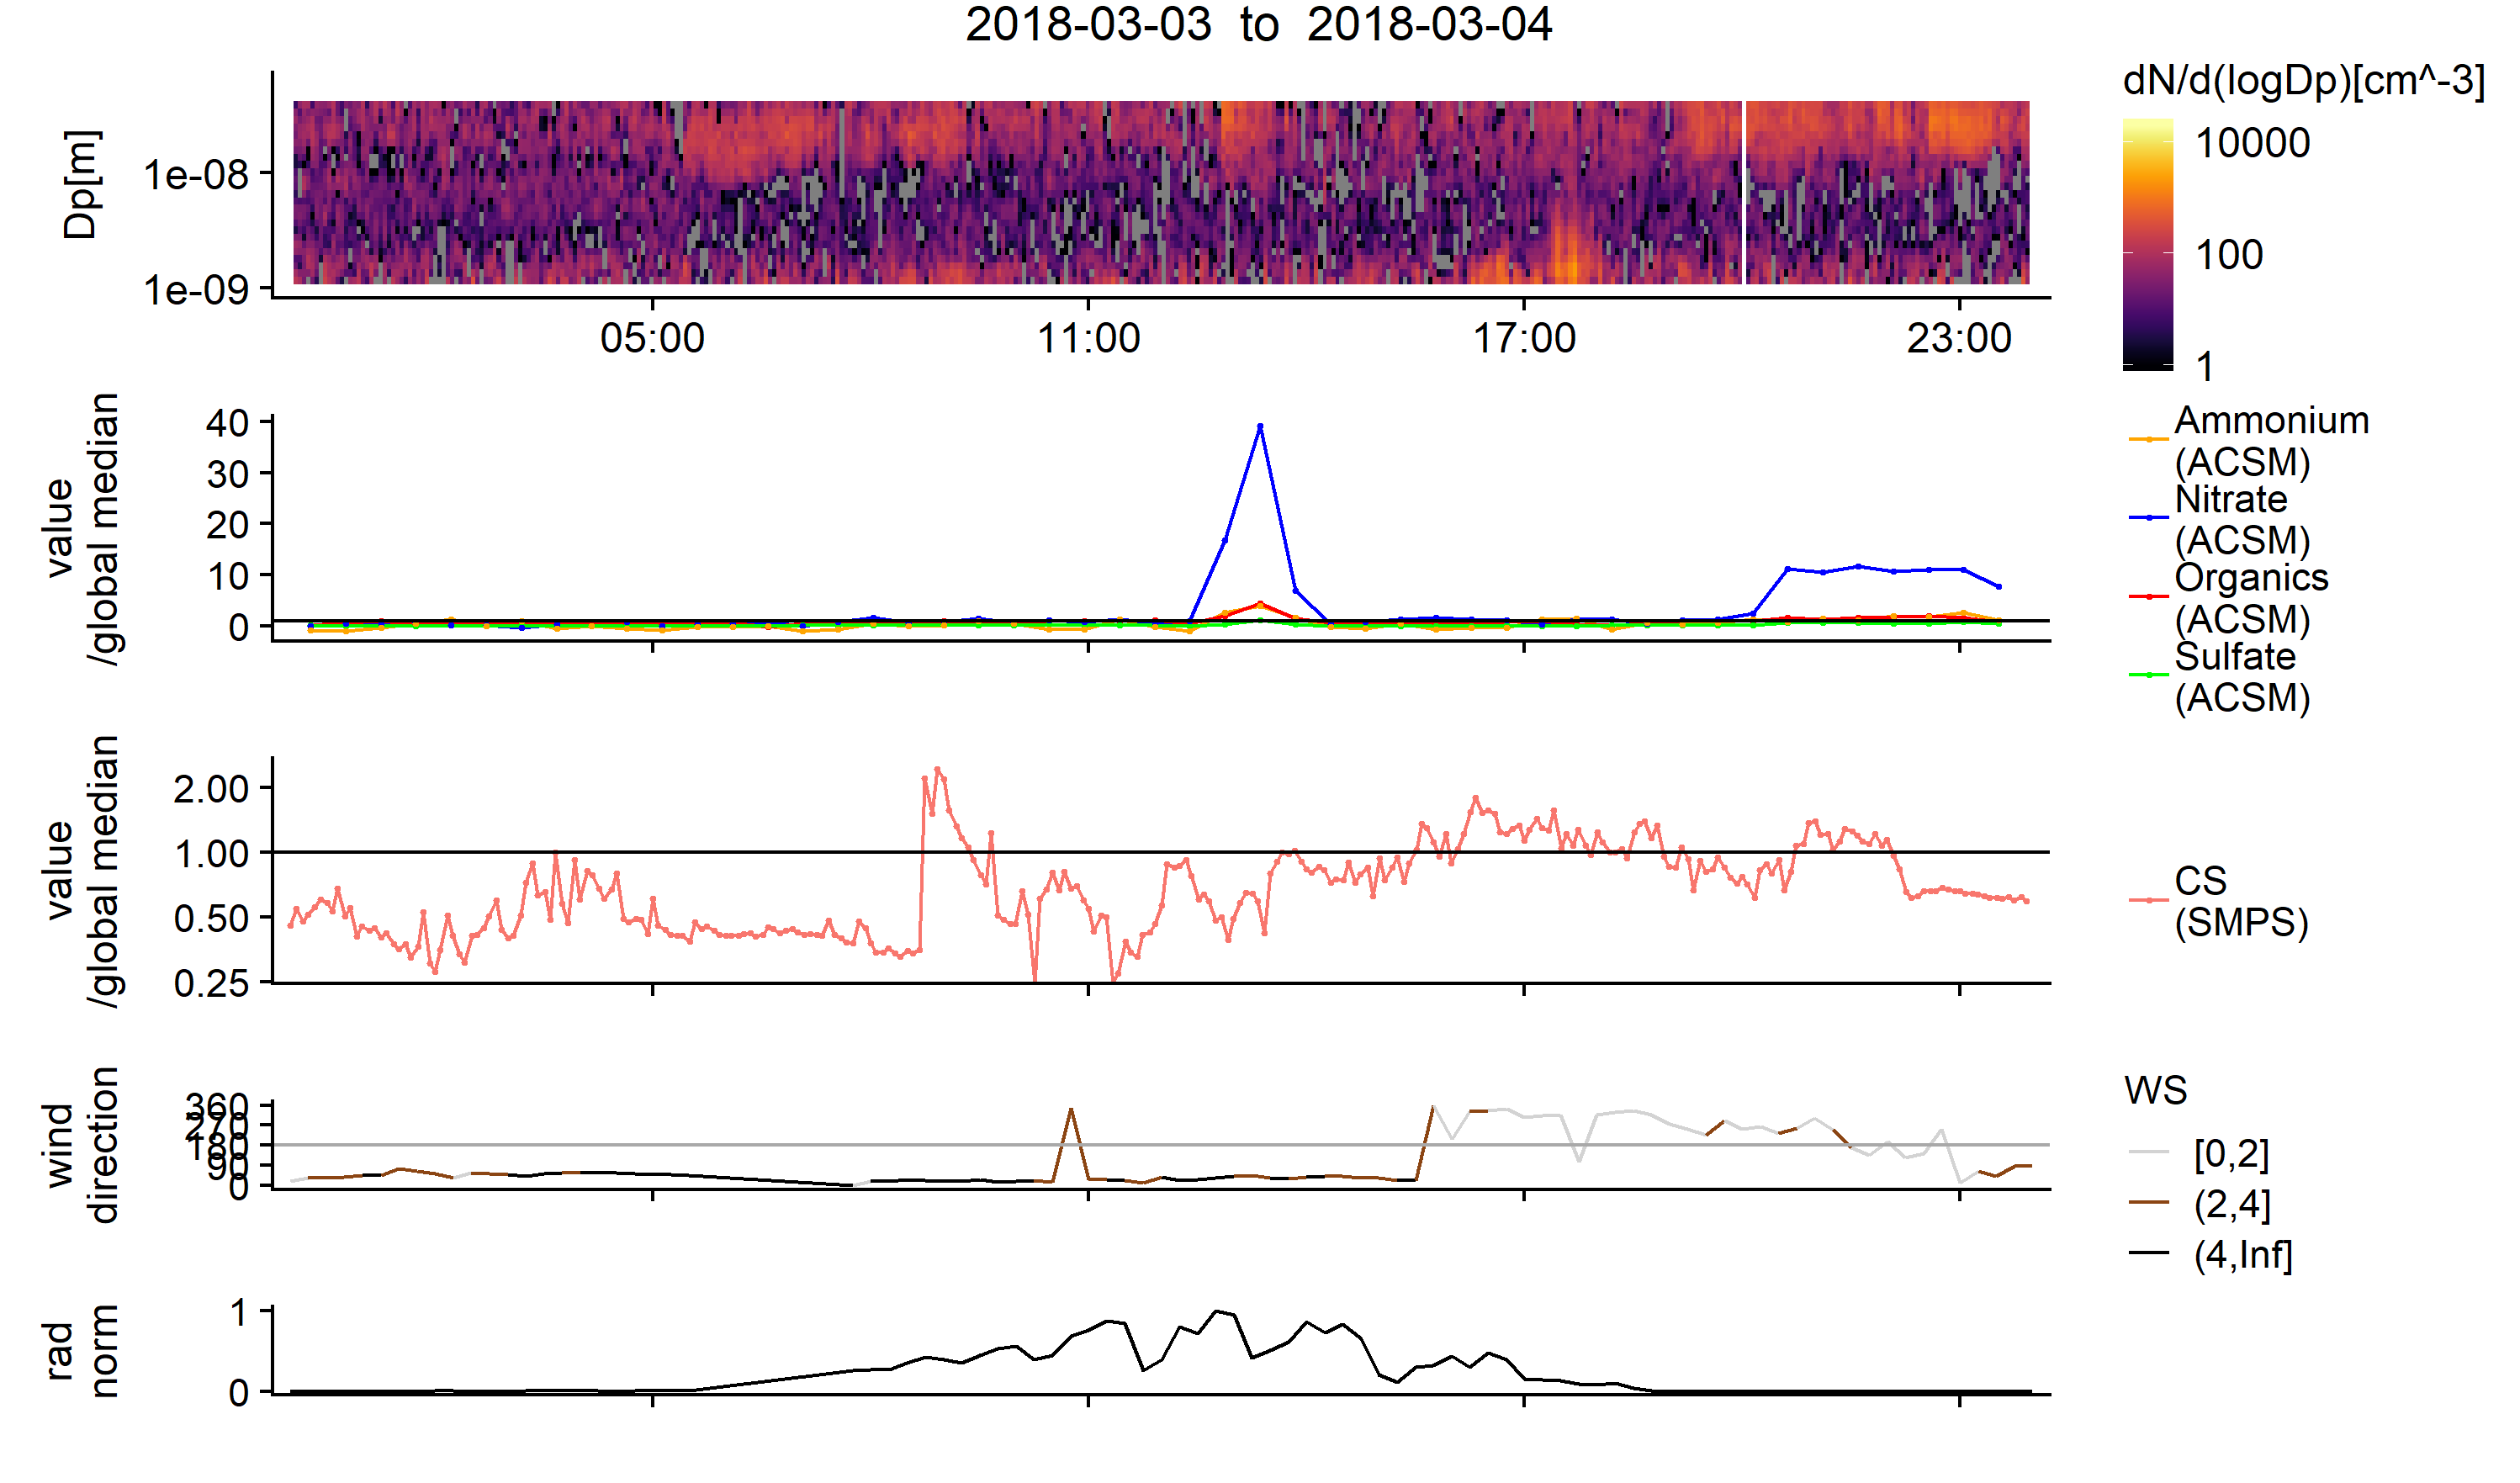 2018-03-03 to 2018-03-04
Dp[m]
1e-08
1e-09
05:00
11:00
17:00
23:00
dN/d(logDp)[cm^-3]
10000
100
1
value
/global median
40
30
20
10
0
Ammonium
(ACSM)
Nitrate
(ACSM)
Organics
(ACSM)
Sulfate
(ACSM)
value
/global median
2.00
1.00
0.50
0.25
CS
(SMPS)
wind
direction
360
270
180
90
0
WS
[0,2]
(2,4]
(4,Inf]
rad
norm
1
0